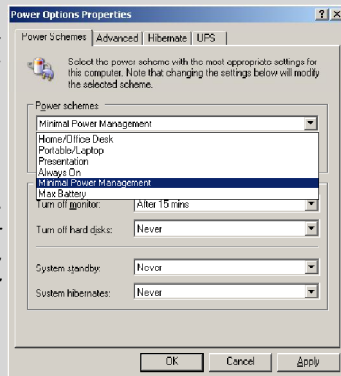 Power Options Properties
Power Schemes Advanced Hibernate UPS
Select the power scheme with the most appropriate settings for
this computer. Note that changing the settings below will modify
the selected scheme.
Power schemes
Minimal Power Management
Home/Office Desk
Portable/Laptop
Presentation
Always On
Minimal Power Management
Max Battery
Turn off monitor: After 15 mins
Turn off hard disks: Never
System standby: Never
System hibernates: Never
OK Cancel Apply